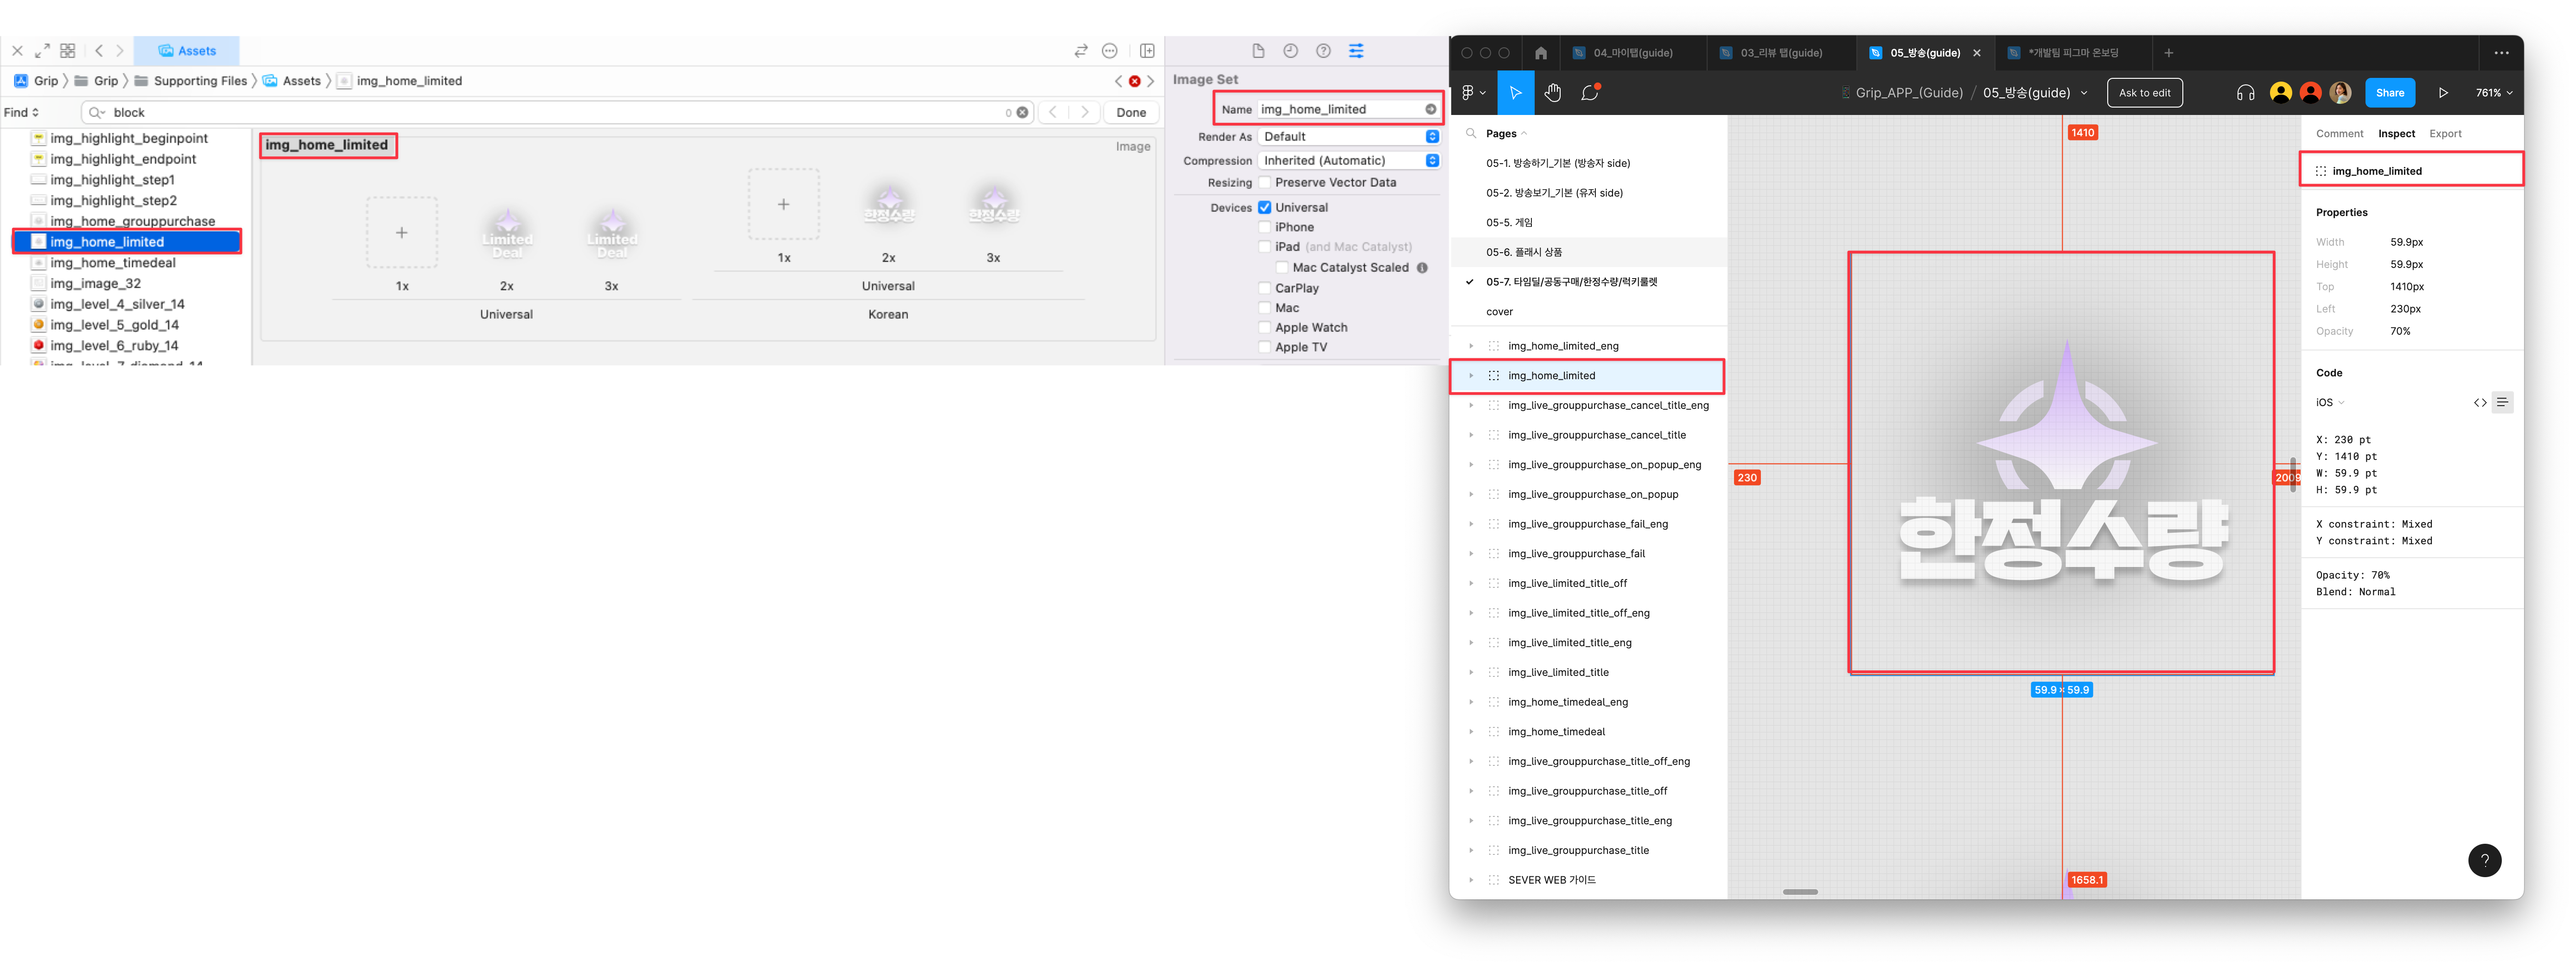 Assets
Grip
Grip
Supporting Files
Assets
img_home_limited
Find
block
0
Done
img_highlight_beginpoint
img_highlight_endpoint
img_highlight_step1
img_highlight_step2
img_home_grouppurchase
img_home_limited
img_home_timedeal
img_image_32
img_level_4_silver_14
img_level_5_gold_14
img_level_6_ruby_14
img_level_7_diamond_14
img_home_limited
Image
Limited
Deal
Limited
Deal
1x
2x
3x
Universal
한정수량
한정수량
1x
2x
3x
Universal
Korean
Image Set
Name img_home_limited
Render As Default
Compression Inherited (Automatic)
Resizing Preserve Vector Data
Devices Universal
iPhone
iPad (and Mac Catalyst)
Mac Catalyst Scaled
CarPlay
Mac
Apple Watch
Apple TV
04_마이탭(guide)
03_리뷰 탭(guide)
05_방송(guide)
*개발팀 피그마 온보딩
Grip_APP_(Guide) / 05_방송(guide)
Ask to edit
Share
761%
Pages
05-1. 방송하기_기본 (방송자 side)
05-2. 방송보기_기본 (유저 side)
05-5. 게임
05-6. 플래시 상품
05-7. 타임딜/공동구매/한정수량/럭키룰렛
cover
img_home_limited_eng
img_home_limited
img_live_grouppurchase_cancel_title_eng
img_live_grouppurchase_cancel_title
img_live_grouppurchase_on_popup_eng
img_live_grouppurchase_on_popup
img_live_grouppurchase_fail_eng
img_live_grouppurchase_fail
img_live_limited_title_off
img_live_limited_title_off_eng
img_live_limited_title_eng
img_live_limited_title
img_home_timedeal_eng
img_home_timedeal
img_live_grouppurchase_title_off_eng
img_live_grouppurchase_title_off
img_live_grouppurchase_title_eng
img_live_grouppurchase_title
SEVER WEB 가이드
1410
230
2009
한정수량
59.9 × 59.9
1658.1
Comment
Inspect
Export
img_home_limited
Properties
Width 59.9px
Height 59.9px
Top 1410px
Left 230px
Opacity 70%
Code
iOS
X: 230 pt
Y: 1410 pt
W: 59.9 pt
H: 59.9 pt
X constraint: Mixed
Y constraint: Mixed
Opacity: 70%
Blend: Normal
?